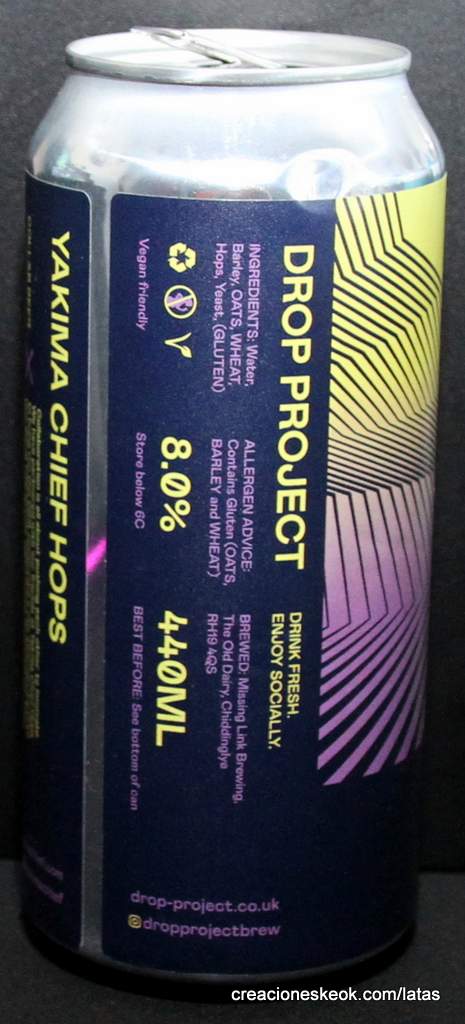 DROP PROJECT
DRINK FRESH.
ENJOY SOCIALLY.
INGREDIENTS: Water,
Barley, OATS, WHEAT,
Hops, Yeast, (GLUTEN)
ALLERGEN ADVICE:
Contains Gluten (OATS,
BARLEY and WHEAT)
BREWED: Missing Link Brewing,
The Old Dairy, Chiddinglye
RH19 4QS
8.0%
440ML
Vegan friendly
Store below 6C
BEST BEFORE: See bottom of can
drop-project.co.uk
dropprojectbrew
YAKIMA CHIEF HOPS
X
creacioneskeok.com/latas